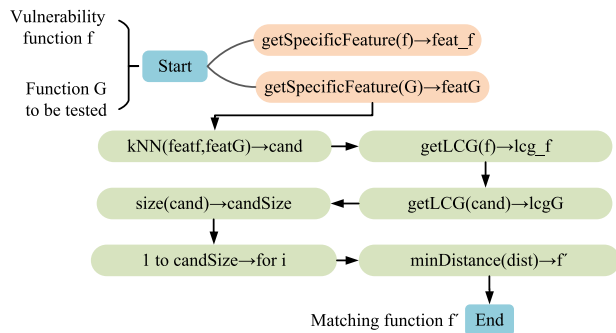 Vulnerability
function f
Function G
to be tested
Start
getSpecificFeature(f)→feat_f
getSpecificFeature(G)→featG
kNN(featf,featG)→cand
getLCG(f)→lcg_f
size(cand)→candSize
getLCG(cand)→lcgG
1 to candSize→for i
minDistance(dist)→f´
Matching function f´
End